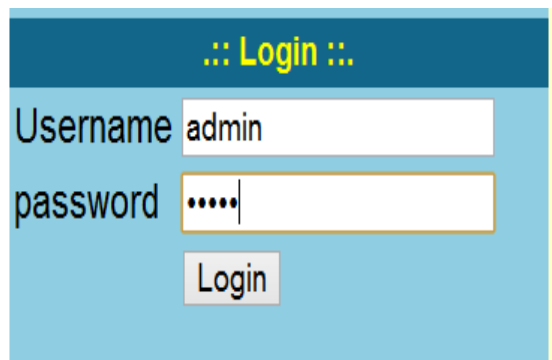 .:: Login ::.
Username admin
password •••••
Login